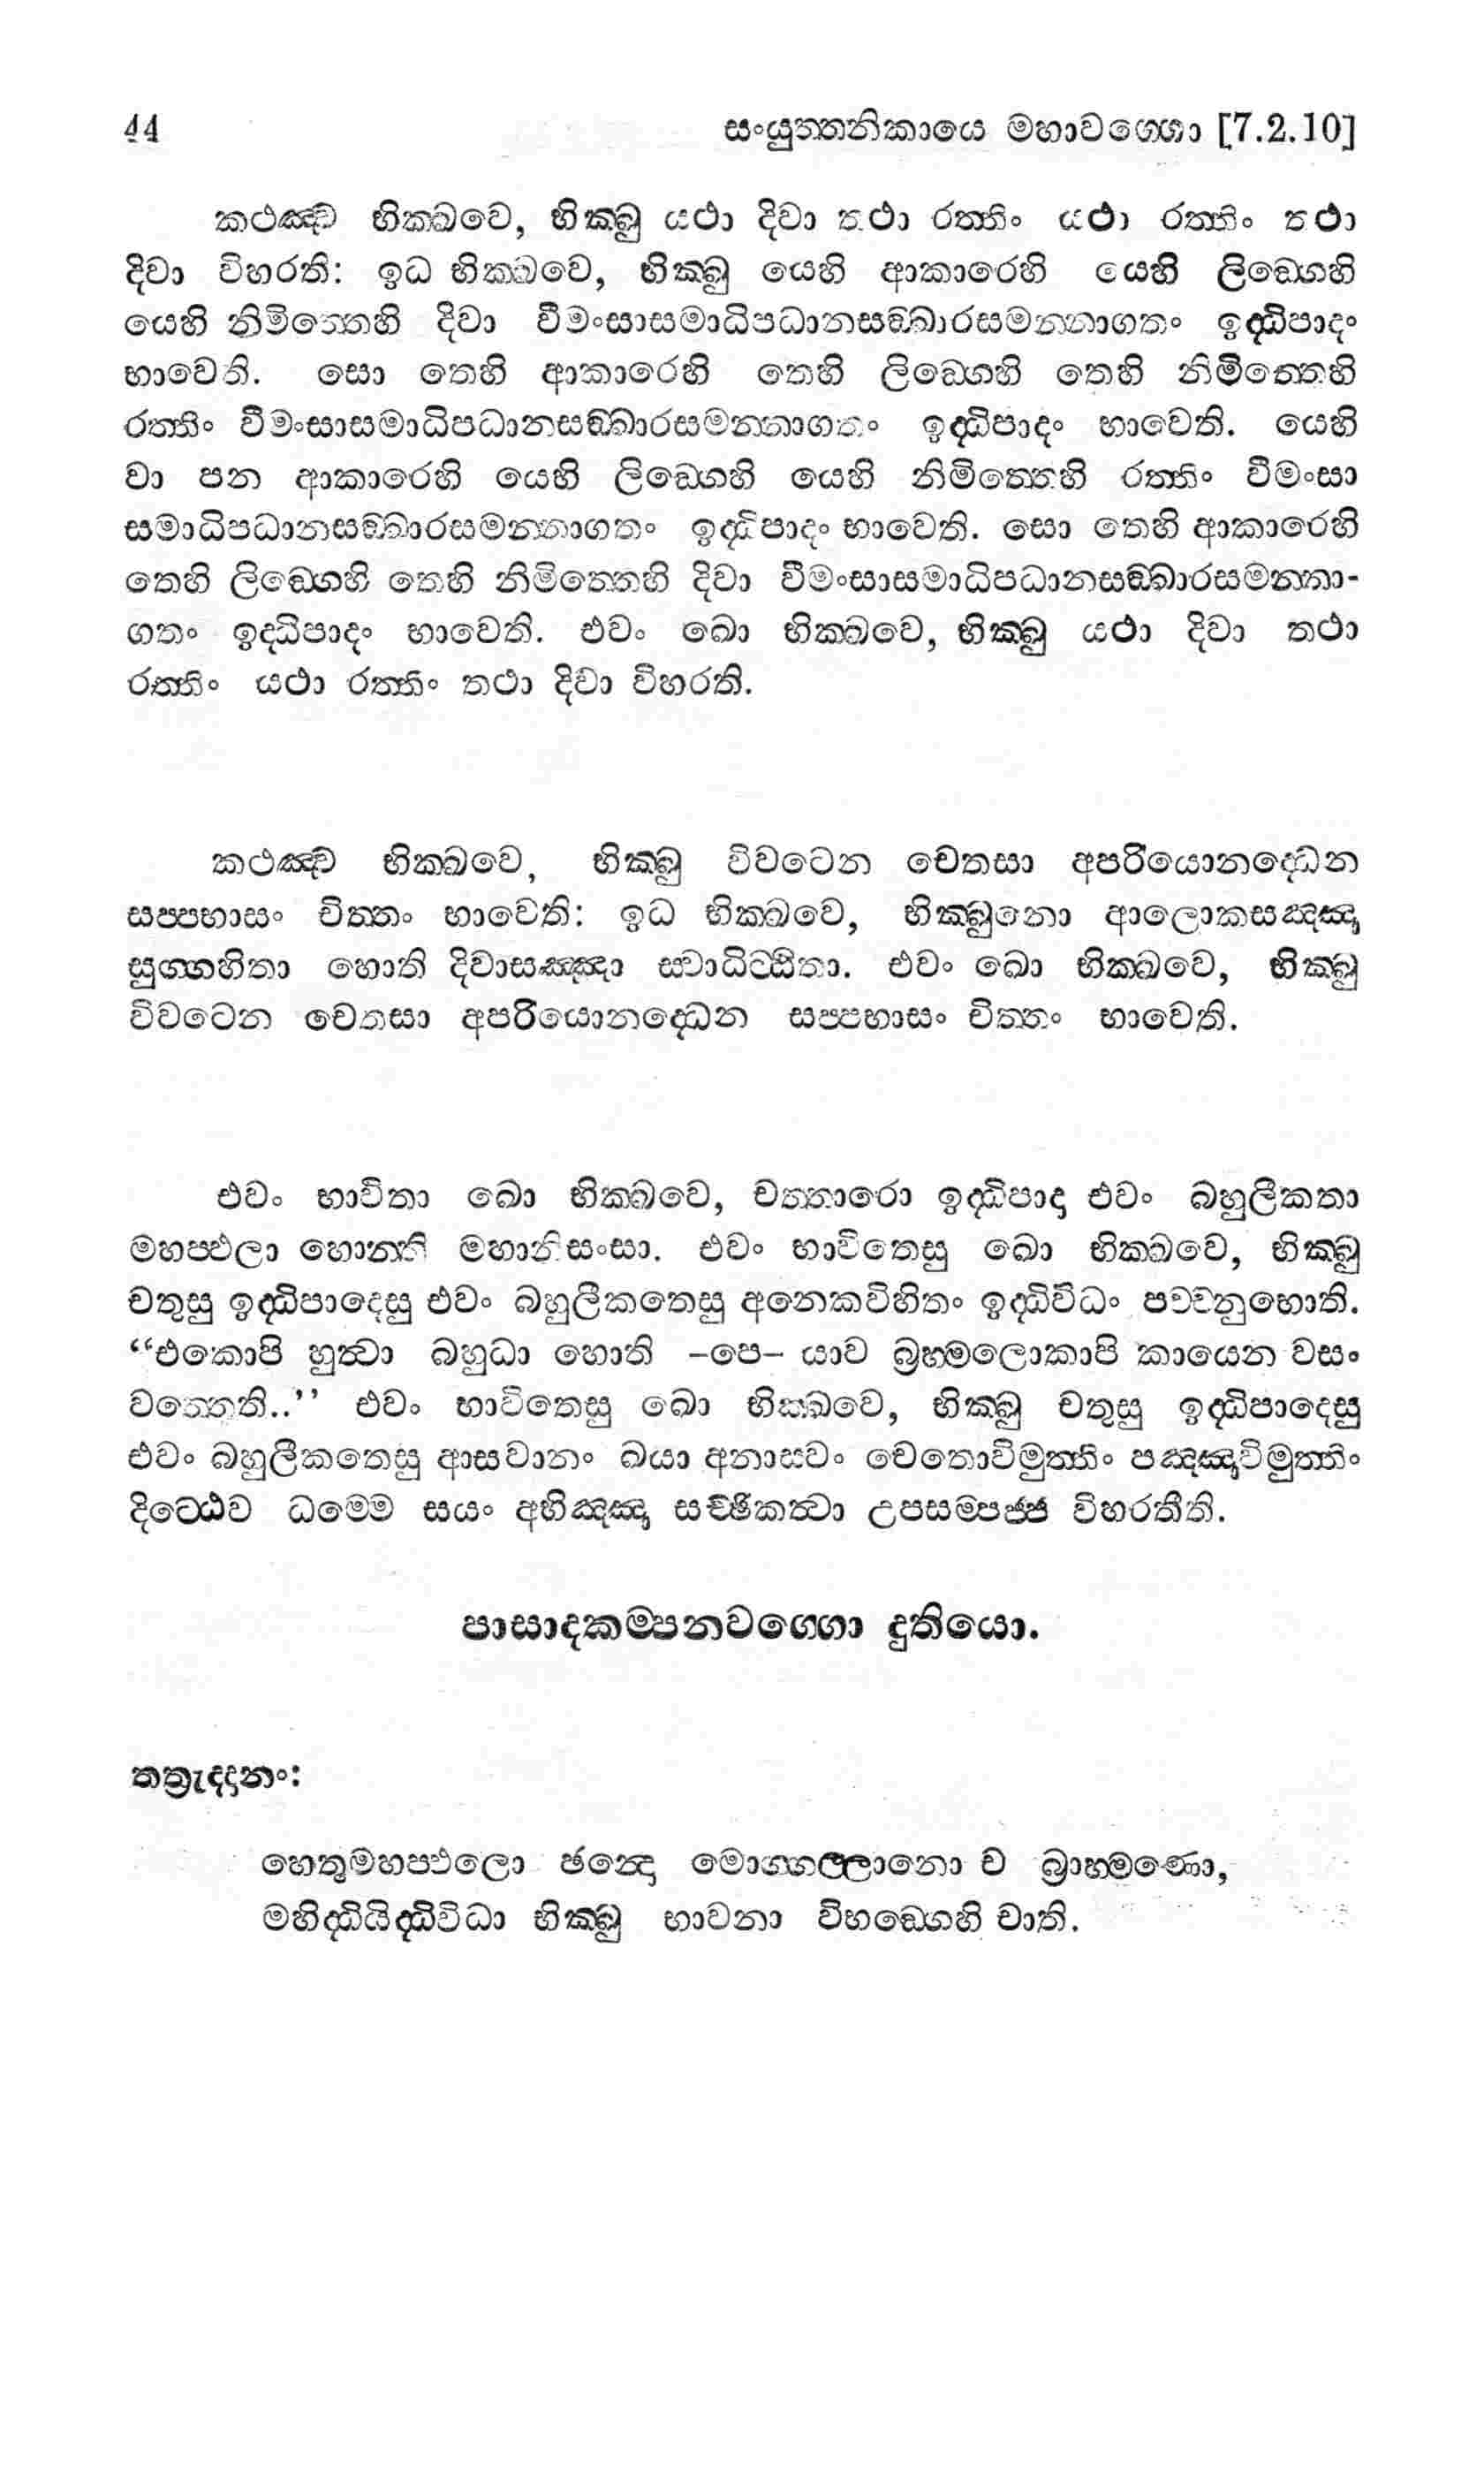 44 සංයුත්තනිකායෙ මහාවග්ගො [7.2.10]
කථඤ්ච භික්ඛවෙ, භික්ඛු යථා දිවා තථා රත්තිං යථා රත්තිං තථා
දිවා විහරති: ඉධ භික්ඛවෙ, භික්ඛු යෙහි ආකාරෙහි යෙහි ලිඞ්ගෙහි
යෙහි නිමිත්තෙහි දිවා වීමංසාසමාධිපධානසඞ්ඛාරසමන්නාගතං ඉද්ධිපාදං
භාවෙති. සො තෙහි ආකාරෙහි තෙහි ලිඞ්ගෙහි තෙහි නිමිත්තෙහි
රත්තිං වීමංසාසමාධිපධානසඞ්ඛාරසමන්නාගතං ඉද්ධිපාදං භාවෙති. යෙහි
වා පන ආකාරෙහි යෙහි ලිඞ්ගෙහි යෙහි නිමිත්තෙහි රත්තිං වීමංසා
සමාධිපධානසඞ්ඛාරසමන්නාගතං ඉද්ධිපාදං භාවෙති. සො තෙහි ආකාරෙහි
තෙහි ලිඞ්ගෙහි තෙහි නිමිත්තෙහි දිවා වීමංසාසමාධිපධානසඞ්ඛාරසමන්නා-
ගතං ඉද්ධිපාදං භාවෙති. එවං ඛො භික්ඛවෙ, භික්ඛු යථා දිවා තථා
රත්තිං යථා රත්තිං තථා දිවා විහරති.
කථඤ්ච භික්ඛවෙ, භික්ඛු විවටෙන චෙතසා අපරියොනද්ධෙන
සප්පභාසං චිත්තං භාවෙති: ඉධ භික්ඛවෙ, භික්ඛුනො ආලොකසඤ්ඤා
සුග්ගහිතා හොති දිවාසඤ්ඤා ස්වාධිට්ඨිතා. එවං ඛො භික්ඛවෙ, භික්ඛු
විවටෙන චෙතසා අපරියොනද්ධෙන සප්පභාසං චිත්තං භාවෙති.
එවං භාවිතා ඛො භික්ඛවෙ, චත්තාරො ඉද්ධිපාදා එවං බහුලීකතා
මහප්ඵලා හොන්ති මහානිසංසා. එවං භාවිතෙසු ඛො භික්ඛවෙ, භික්ඛු
චතුසු ඉද්ධිපාදෙසු එවං බහුලීකතෙසු අනෙකවිහිතං ඉද්ධිවිධං පච්චනුභොති.
“එකොපි හුත්වා බහුධා හොති –පෙ– යාව බ්‍රහ්මලොකාපි කායෙන වසං
වත්තෙති..’’ එවං භාවිතෙසු ඛො භික්ඛවෙ, භික්ඛු චතුසු ඉද්ධිපාදෙසු
එවං බහුලීකතෙසු ආසවානං ඛයා අනාසවං චෙතොවිමුත්තිං පඤ්ඤාවිමුත්තිං
දිට්ඨෙව ධම්මෙ සයං අභිඤ්ඤා සච්ඡිකත්වා උපසම්පජ්ජ විහරතීති.
පාසාදකම්පනවග්ගො දුතියො.
තත්‍රුද්දානං:
හෙතුමහප්ඵලො ඡන්දො මොග්ගල්ලානො ච බ්‍රාහ්මණො,
මහිද්ධියිද්ධිවිධා භික්ඛු භාවනා විභඞ්ගෙහි චාති.